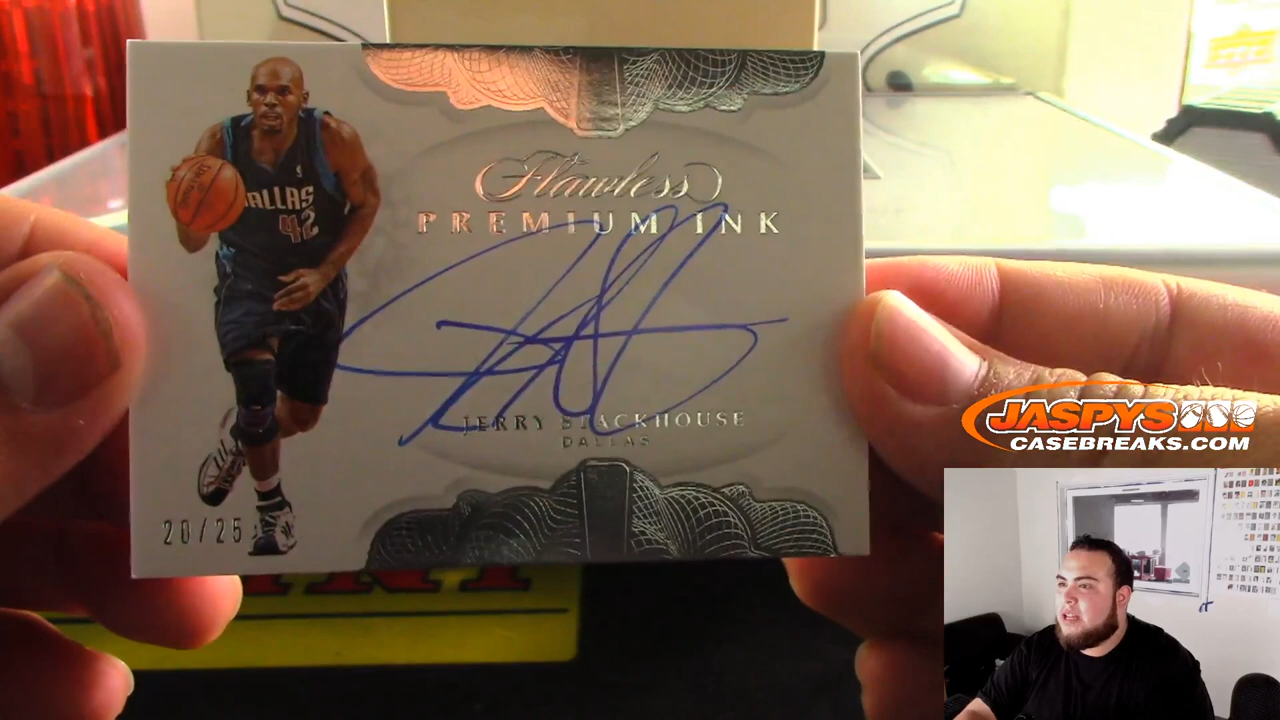 Flawless
PREMIUM INK
DALLAS
42
JERRY STACKHOUSE
DALLAS
20/25
JASPYS
CASEBREAKS.COM